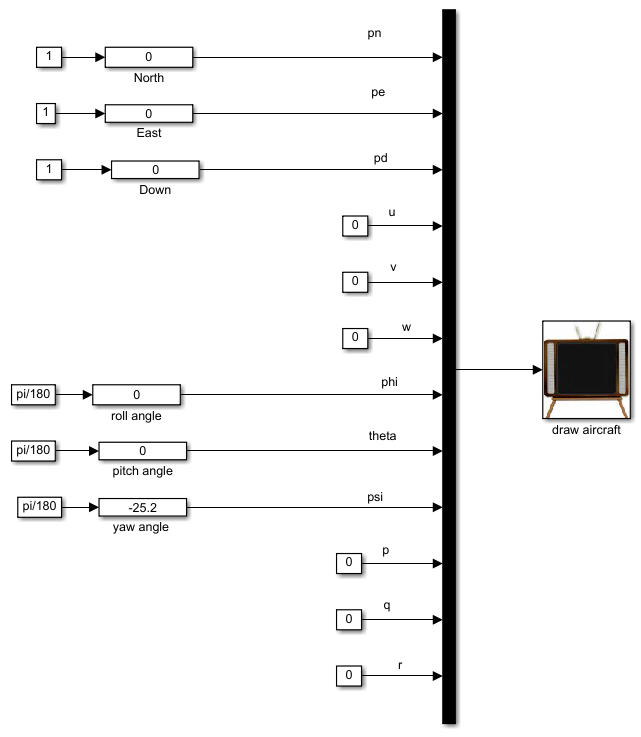 pn
1
0
North
pe
1
0
East
pd
1
0
Down
u
0
v
0
w
0
phi
pi/180
0
roll angle
theta
pi/180
0
pitch angle
psi
pi/180
-25.2
yaw angle
p
0
q
0
r
0
draw aircraft